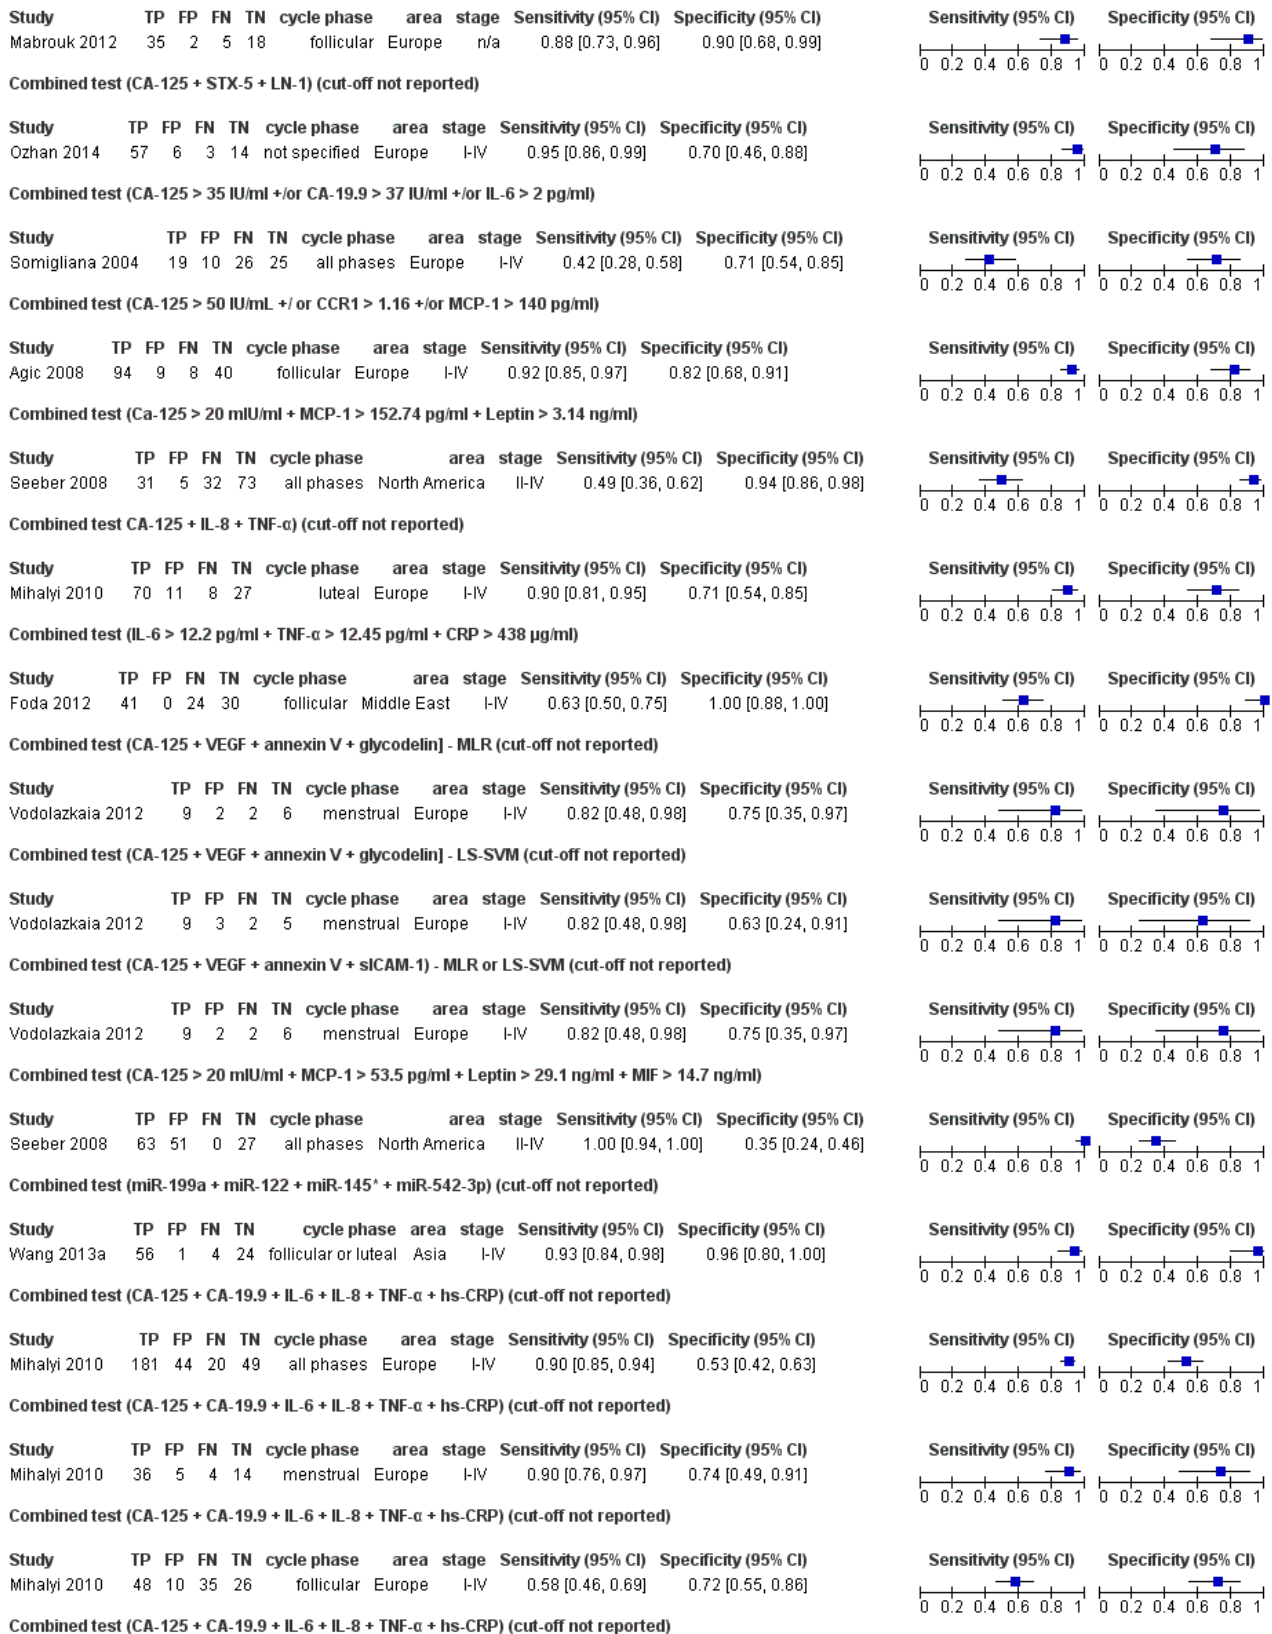 Study TP FP FN TN cycle phase area stage Sensitivity (95% CI) Specificity (95% CI) Sensitivity (95% CI) Specificity (95% CI)
Mabrouk 2012 35 2 5 18 follicular Europe n/a 0.88 [0.73, 0.96] 0.90 [0.68, 0.99]
0 0.2 0.4 0.6 0.8 1 0 0.2 0.4 0.6 0.8 1
Combined test (CA-125 + STX-5 + LN-1) (cut-off not reported)
Study TP FP FN TN cycle phase area stage Sensitivity (95% CI) Specificity (95% CI) Sensitivity (95% CI) Specificity (95% CI)
Ozhan 2014 57 6 3 14 not specified Europe I-IV 0.95 [0.86, 0.99] 0.70 [0.46, 0.88]
0 0.2 0.4 0.6 0.8 1 0 0.2 0.4 0.6 0.8 1
Combined test (CA-125 > 35 IU/ml +/or CA-19.9 > 37 IU/ml +/or IL-6 > 2 pg/ml)
Study TP FP FN TN cycle phase area stage Sensitivity (95% CI) Specificity (95% CI) Sensitivity (95% CI) Specificity (95% CI)
Somigliana 2004 19 10 26 25 all phases Europe I-IV 0.42 [0.28, 0.58] 0.71 [0.54, 0.85]
0 0.2 0.4 0.6 0.8 1 0 0.2 0.4 0.6 0.8 1
Combined test (CA-125 > 50 IU/mL +/ or CCR1 > 1.16 +/or MCP-1 > 140 pg/ml)
Study TP FP FN TN cycle phase area stage Sensitivity (95% CI) Specificity (95% CI) Sensitivity (95% CI) Specificity (95% CI)
Agic 2008 94 9 8 40 follicular Europe I-IV 0.92 [0.85, 0.97] 0.82 [0.68, 0.91]
0 0.2 0.4 0.6 0.8 1 0 0.2 0.4 0.6 0.8 1
Combined test (Ca-125 > 20 mIU/ml + MCP-1 > 152.74 pg/ml + Leptin > 3.14 ng/ml)
Study TP FP FN TN cycle phase area stage Sensitivity (95% CI) Specificity (95% CI) Sensitivity (95% CI) Specificity (95% CI)
Seeber 2008 31 5 32 73 all phases North America II-IV 0.49 [0.36, 0.62] 0.94 [0.86, 0.98]
0 0.2 0.4 0.6 0.8 1 0 0.2 0.4 0.6 0.8 1
Combined test CA-125 + IL-8 + TNF-α) (cut-off not reported)
Study TP FP FN TN cycle phase area stage Sensitivity (95% CI) Specificity (95% CI) Sensitivity (95% CI) Specificity (95% CI)
Mihalyi 2010 70 11 8 27 luteal Europe I-IV 0.90 [0.81, 0.95] 0.71 [0.54, 0.85]
0 0.2 0.4 0.6 0.8 1 0 0.2 0.4 0.6 0.8 1
Combined test (IL-6 > 12.2 pg/ml + TNF-α > 12.45 pg/ml + CRP > 438 µg/ml)
Study TP FP FN TN cycle phase area stage Sensitivity (95% CI) Specificity (95% CI) Sensitivity (95% CI) Specificity (95% CI)
Foda 2012 41 0 24 30 follicular Middle East I-IV 0.63 [0.50, 0.75] 1.00 [0.88, 1.00]
0 0.2 0.4 0.6 0.8 1 0 0.2 0.4 0.6 0.8 1
Combined test (CA-125 + VEGF + annexin V + glycodelin] - MLR (cut-off not reported)
Study TP FP FN TN cycle phase area stage Sensitivity (95% CI) Specificity (95% CI) Sensitivity (95% CI) Specificity (95% CI)
Vodolazkaia 2012 9 2 2 6 menstrual Europe I-IV 0.82 [0.48, 0.98] 0.75 [0.35, 0.97]
0 0.2 0.4 0.6 0.8 1 0 0.2 0.4 0.6 0.8 1
Combined test (CA-125 + VEGF + annexin V + glycodelin] - LS-SVM (cut-off not reported)
Study TP FP FN TN cycle phase area stage Sensitivity (95% CI) Specificity (95% CI) Sensitivity (95% CI) Specificity (95% CI)
Vodolazkaia 2012 9 3 2 5 menstrual Europe I-IV 0.82 [0.48, 0.98] 0.63 [0.24, 0.91]
0 0.2 0.4 0.6 0.8 1 0 0.2 0.4 0.6 0.8 1
Combined test (CA-125 + VEGF + annexin V + sICAM-1) - MLR or LS-SVM (cut-off not reported)
Study TP FP FN TN cycle phase area stage Sensitivity (95% CI) Specificity (95% CI) Sensitivity (95% CI) Specificity (95% CI)
Vodolazkaia 2012 9 2 2 6 menstrual Europe I-IV 0.82 [0.48, 0.98] 0.75 [0.35, 0.97]
0 0.2 0.4 0.6 0.8 1 0 0.2 0.4 0.6 0.8 1
Combined test (CA-125 > 20 mIU/ml + MCP-1 > 53.5 pg/ml + Leptin > 29.1 ng/ml + MIF > 14.7 ng/ml)
Study TP FP FN TN cycle phase area stage Sensitivity (95% CI) Specificity (95% CI) Sensitivity (95% CI) Specificity (95% CI)
Seeber 2008 63 51 0 27 all phases North America II-IV 1.00 [0.94, 1.00] 0.35 [0.24, 0.46]
0 0.2 0.4 0.6 0.8 1 0 0.2 0.4 0.6 0.8 1
Combined test (miR-199a + miR-122 + miR-145* + miR-542-3p) (cut-off not reported)
Study TP FP FN TN cycle phase area stage Sensitivity (95% CI) Specificity (95% CI) Sensitivity (95% CI) Specificity (95% CI)
Wang 2013a 56 1 4 24 follicular or luteal Asia I-IV 0.93 [0.84, 0.98] 0.96 [0.80, 1.00]
0 0.2 0.4 0.6 0.8 1 0 0.2 0.4 0.6 0.8 1
Combined test (CA-125 + CA-19.9 + IL-6 + IL-8 + TNF-α + hs-CRP) (cut-off not reported)
Study TP FP FN TN cycle phase area stage Sensitivity (95% CI) Specificity (95% CI) Sensitivity (95% CI) Specificity (95% CI)
Mihalyi 2010 181 44 20 49 all phases Europe I-IV 0.90 [0.85, 0.94] 0.53 [0.42, 0.63]
0 0.2 0.4 0.6 0.8 1 0 0.2 0.4 0.6 0.8 1
Combined test (CA-125 + CA-19.9 + IL-6 + IL-8 + TNF-α + hs-CRP) (cut-off not reported)
Study TP FP FN TN cycle phase area stage Sensitivity (95% CI) Specificity (95% CI) Sensitivity (95% CI) Specificity (95% CI)
Mihalyi 2010 36 5 4 14 menstrual Europe I-IV 0.90 [0.76, 0.97] 0.74 [0.49, 0.91]
0 0.2 0.4 0.6 0.8 1 0 0.2 0.4 0.6 0.8 1
Combined test (CA-125 + CA-19.9 + IL-6 + IL-8 + TNF-α + hs-CRP) (cut-off not reported)
Study TP FP FN TN cycle phase area stage Sensitivity (95% CI) Specificity (95% CI) Sensitivity (95% CI) Specificity (95% CI)
Mihalyi 2010 48 10 35 26 follicular Europe I-IV 0.58 [0.46, 0.69] 0.72 [0.55, 0.86]
0 0.2 0.4 0.6 0.8 1 0 0.2 0.4 0.6 0.8 1
Combined test (CA-125 + CA-19.9 + IL-6 + IL-8 + TNF-α + hs-CRP) (cut-off not reported)